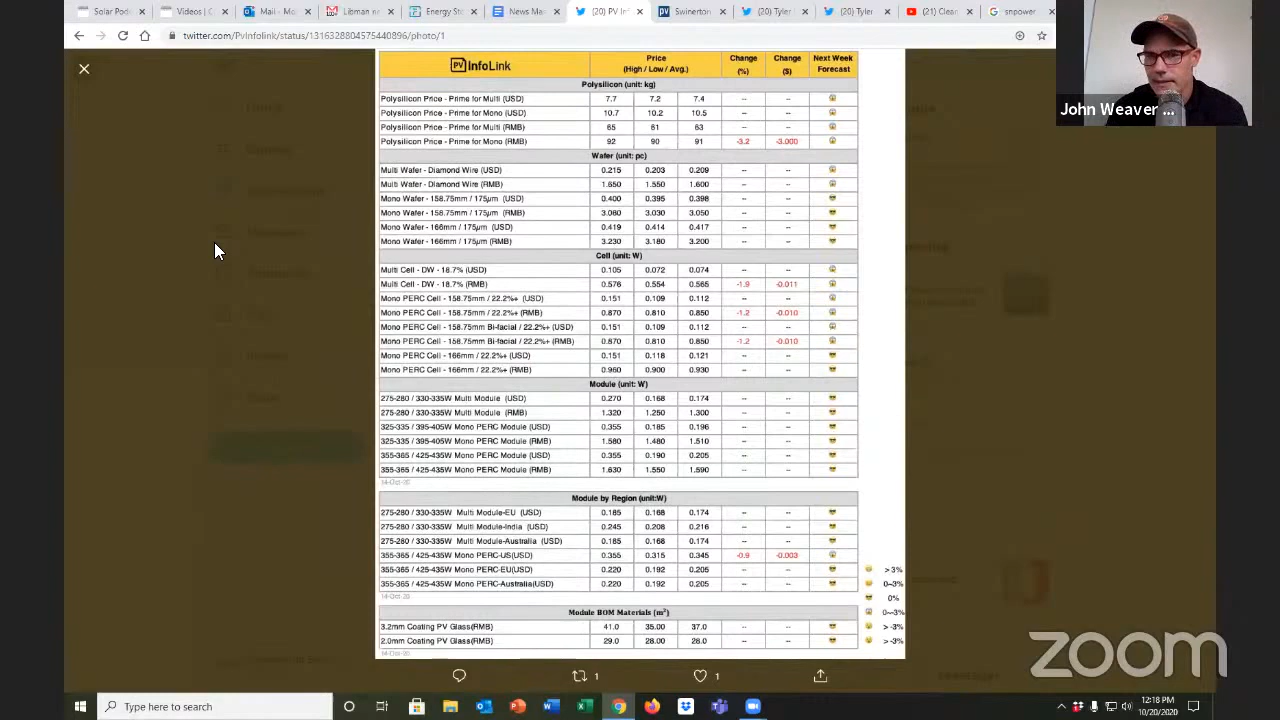 Solar Pod
Videos | C
Mail - Mo
Litman n
Energy Sto
News Man
(20) PV In
Swinerton
(20) Tyler
(20) Tyler
(21) Clean
snpower
twitter.com/PvInfolink/status/1316328804575440896/photo/1
John Weaver ...
PV InfoLink Price (High / Low / Avg.) Change (%) Change ($) Next Week Forecast
Polysilicon (unit: kg)
Polysilicon Price - Prime for Multi (USD) 7.7 7.2 7.4 -- --
Polysilicon Price - Prime for Mono (USD) 10.7 10.2 10.5 -- --
Polysilicon Price - Prime for Multi (RMB) 65 61 63 -- --
Polysilicon Price - Prime for Mono (RMB) 92 90 91 -3.2 -3.000
Wafer (unit: pc)
Multi Wafer - Diamond Wire (USD) 0.215 0.203 0.209 -- --
Multi Wafer - Diamond Wire (RMB) 1.650 1.550 1.600 -- --
Mono Wafer - 158.75mm / 175μm (USD) 0.400 0.395 0.398 -- --
Mono Wafer - 158.75mm / 175μm (RMB) 3.060 3.030 3.050 -- --
Mono Wafer - 166mm / 175μm (USD) 0.419 0.414 0.417 -- --
Mono Wafer - 166mm / 175μm (RMB) 3.230 3.180 3.200 -- --
Cell (unit: W)
Multi Cell - DW - 18.7% (USD) 0.105 0.072 0.074 -- --
Multi Cell - DW - 18.7% (RMB) 0.576 0.554 0.565 -1.9 -0.011
Mono PERC Cell - 158.75mm / 22.2%+ (USD) 0.151 0.109 0.112 -- --
Mono PERC Cell - 158.75mm / 22.2%+ (RMB) 0.870 0.810 0.850 -1.2 -0.010
Mono PERC Cell - 158.75mm Bi-facial / 22.2%+ (USD) 0.151 0.109 0.112 -- --
Mono PERC Cell - 158.75mm Bi-facial / 22.2%+ (RMB) 0.870 0.810 0.850 -1.2 -0.010
Mono PERC Cell - 166mm / 22.2%+ (USD) 0.151 0.118 0.121 -- --
Mono PERC Cell - 166mm / 22.2%+ (RMB) 0.960 0.900 0.930 -- --
Module (unit: W)
275-280 / 330-335W Multi Module (USD) 0.270 0.168 0.174 -- --
275-280 / 330-335W Multi Module (RMB) 1.320 1.250 1.300 -- --
325-335 / 395-405W Mono PERC Module (USD) 0.355 0.185 0.196 -- --
325-335 / 395-405W Mono PERC Module (RMB) 1.580 1.480 1.510 -- --
355-365 / 425-435W Mono PERC Module (USD) 0.355 0.190 0.205 -- --
355-365 / 425-435W Mono PERC Module (RMB) 1.630 1.550 1.590 -- --
14-Oct-20
Module by Region (unit:W)
275-280 / 330-335W Multi Module-EU (USD) 0.185 0.168 0.174 -- --
275-280 / 330-335W Multi Module-India (USD) 0.245 0.208 0.216 -- --
275-280 / 330-335W Multi Module-Australia (USD) 0.185 0.168 0.174 -- --
355-365 / 425-435W Mono PERC-US(USD) 0.355 0.315 0.345 -0.9 -0.003
355-365 / 425-435W Mono PERC-EU(USD) 0.220 0.192 0.205 -- --
355-365 / 425-435W Mono PERC-Australia(USD) 0.220 0.192 0.205 -- --
14-Oct-20
> 3%
0~3%
0%
0~-3%
> -3%
> -3%
Module BOM Materials (m²)
3.2mm Coating PV Glass(RMB) 41.0 35.00 37.0 -- --
2.0mm Coating PV Glass(RMB) 29.0 28.00 28.0 -- --
14-Oct-20
1
1
zoom
Type here to search
12:18 PM
10/20/2020